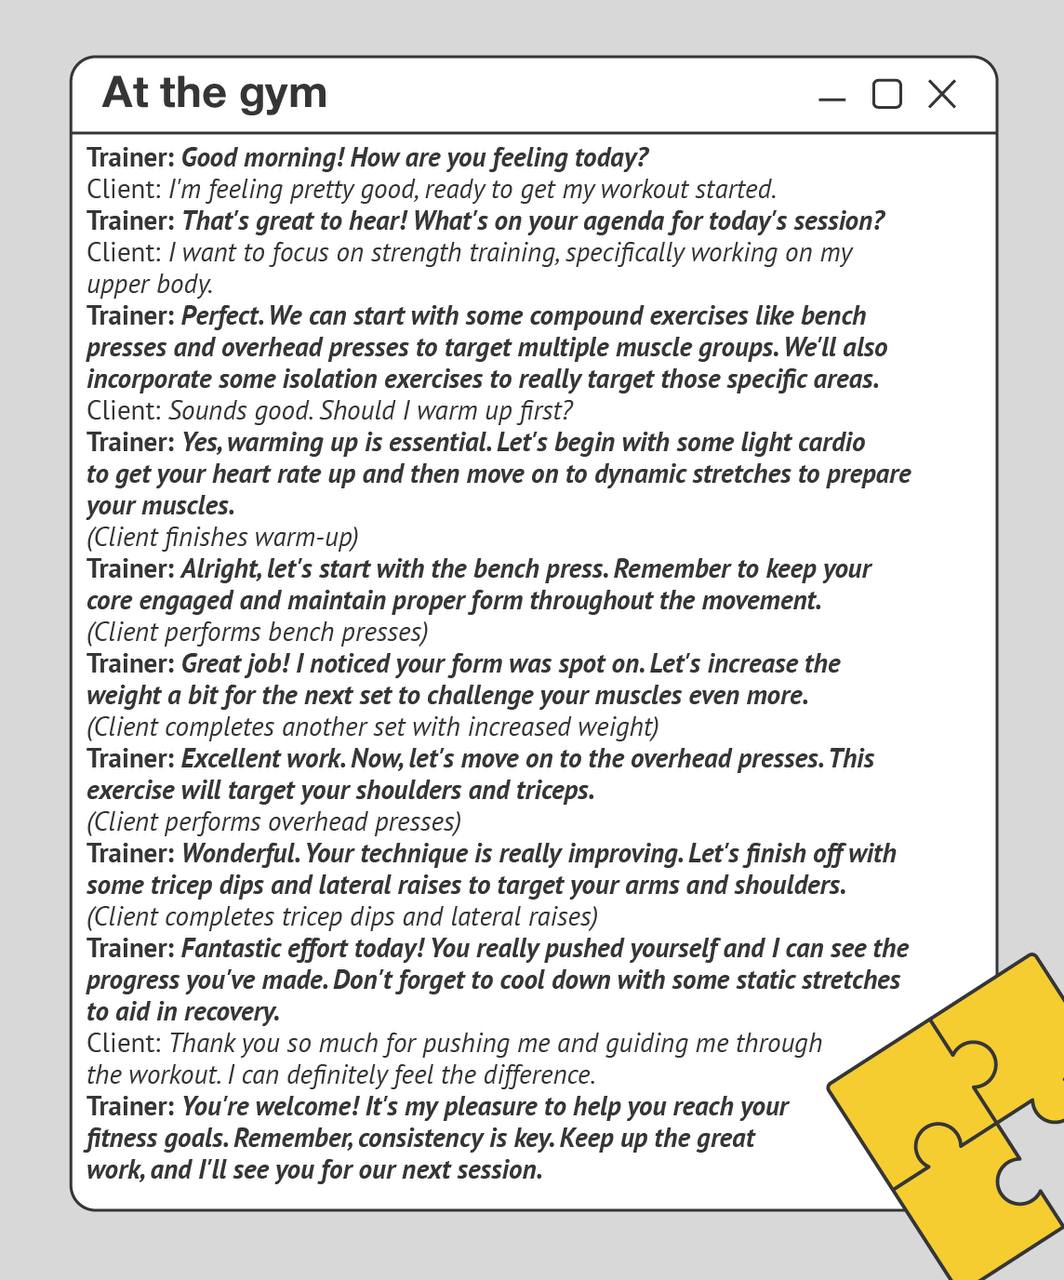 At the gym
Trainer: Good morning! How are you feeling today?
Client: I'm feeling pretty good, ready to get my workout started.
Trainer: That's great to hear! What's on your agenda for today's session?
Client: I want to focus on strength training, specifically working on my
upper body.
Trainer: Perfect. We can start with some compound exercises like bench
presses and overhead presses to target multiple muscle groups. We'll also
incorporate some isolation exercises to really target those specific areas.
Client: Sounds good. Should I warm up first?
Trainer: Yes, warming up is essential. Let's begin with some light cardio
to get your heart rate up and then move on to dynamic stretches to prepare
your muscles.
(Client finishes warm-up)
Trainer: Alright, let's start with the bench press. Remember to keep your
core engaged and maintain proper form throughout the movement.
(Client performs bench presses)
Trainer: Great job! I noticed your form was spot on. Let's increase the
weight a bit for the next set to challenge your muscles even more.
(Client completes another set with increased weight)
Trainer: Excellent work. Now, let's move on to the overhead presses. This
exercise will target your shoulders and triceps.
(Client performs overhead presses)
Trainer: Wonderful. Your technique is really improving. Let's finish off with
some tricep dips and lateral raises to target your arms and shoulders.
(Client completes tricep dips and lateral raises)
Trainer: Fantastic effort today! You really pushed yourself and I can see the
progress you've made. Don't forget to cool down with some static stretches
to aid in recovery.
Client: Thank you so much for pushing me and guiding me through
the workout. I can definitely feel the difference.
Trainer: You're welcome! It's my pleasure to help you reach your
fitness goals. Remember, consistency is key. Keep up the great
work, and I'll see you for our next session.